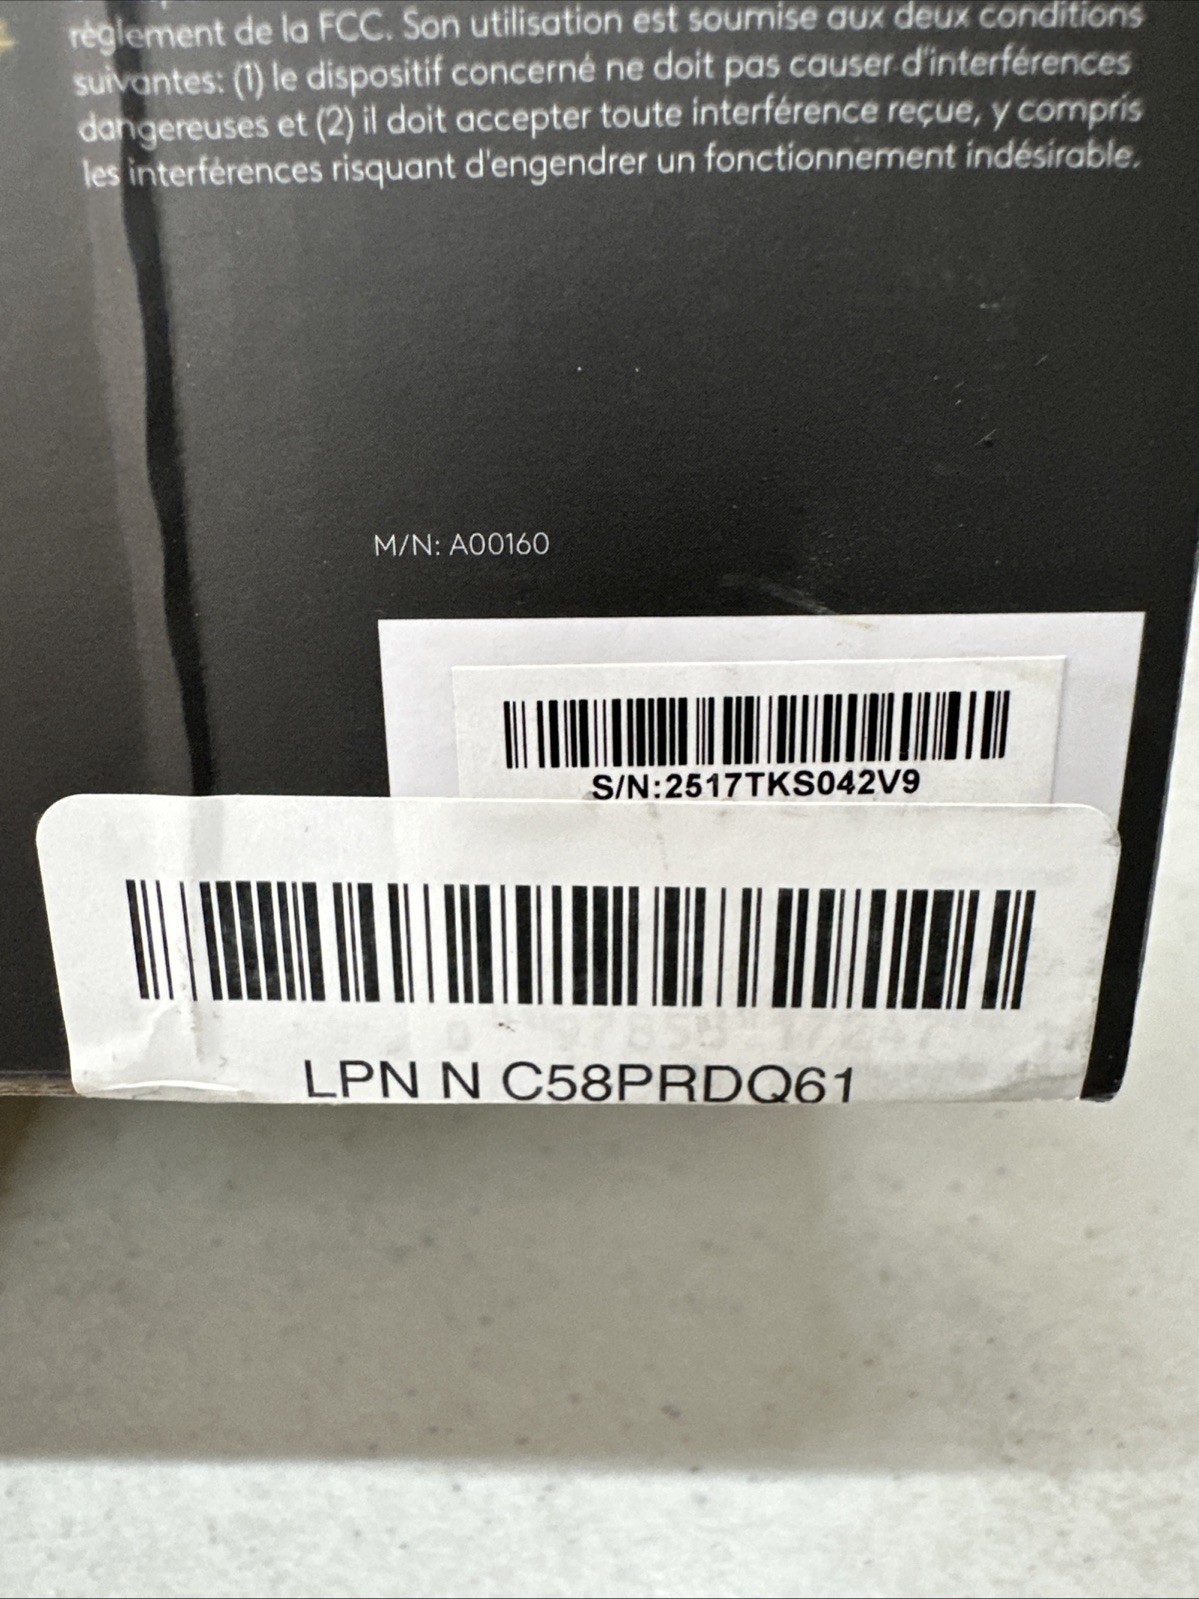 règlement de la FCC. Son utilisation est soumise aux deux conditions
suivantes: (1) le dispositif concerné ne doit pas causer d'interférences
dangereuses et (2) il doit accepter toute interférence reçue, y compris
les interférences risquant d'engendrer un fonctionnement indésirable.
M/N: A00160
S/N:2517TKS042V9
LPN N C58PRDQ61